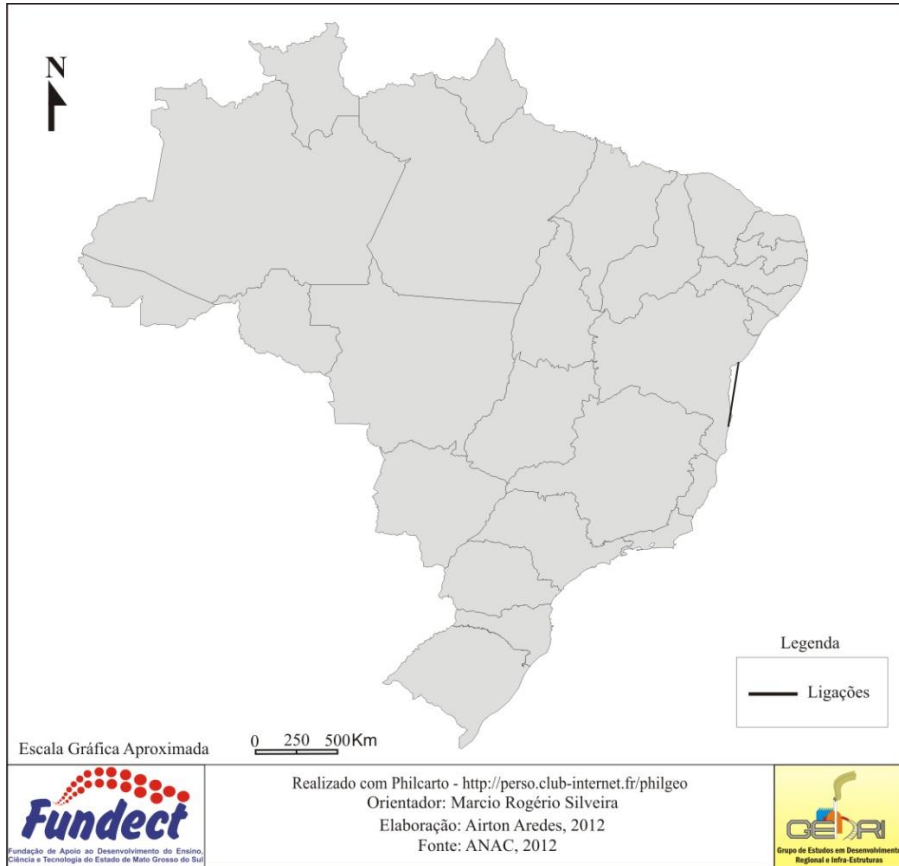 N
Legenda
Ligações
Escala Gráfica Aproximada
0 250 500Km
Fundect
Fundação de Apoio ao Desenvolvimento do Ensino,
Ciência e Tecnologia do Estado de Mato Grosso do Sul
Realizado com Philcarto - http://perso.club-internet.fr/philgeo
Orientador: Marcio Rogério Silveira
Elaboração: Airton Aredes, 2012
Fonte: ANAC, 2012
GEDRI
Grupo de Estudos em Desenvolvimento
Regional e Infra-Estruturas